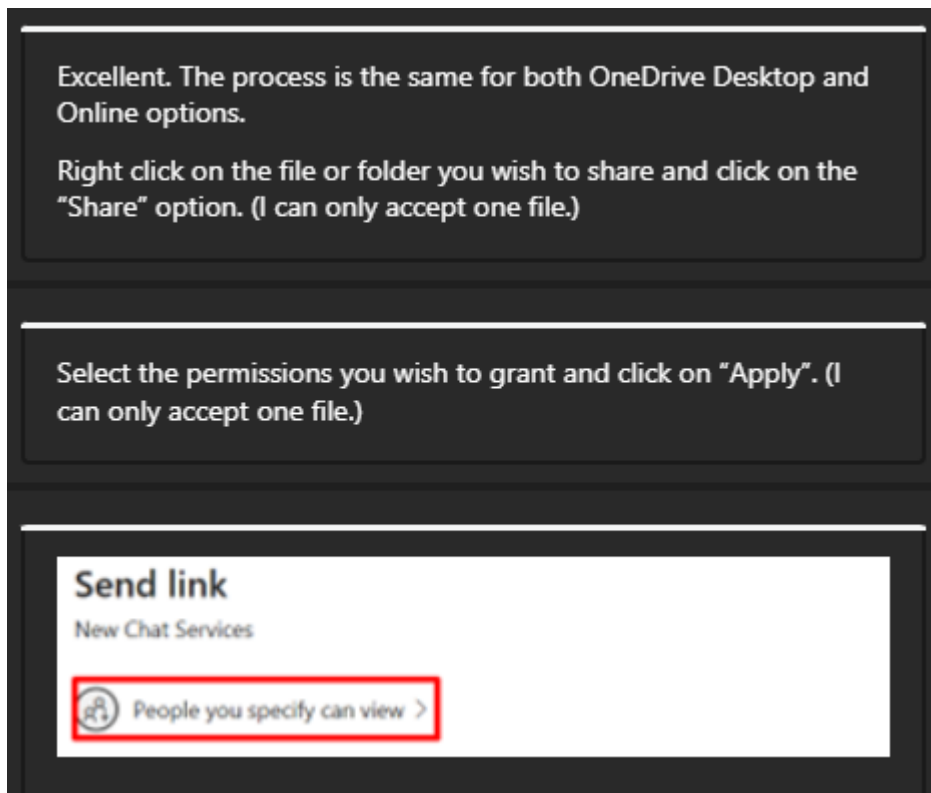 Excellent. The process is the same for both OneDrive Desktop and
Online options.
Right click on the file or folder you wish to share and click on the
“Share” option. (I can only accept one file.)
Select the permissions you wish to grant and click on “Apply”. (I
can only accept one file.)
Send link
New Chat Services
People you specify can view >